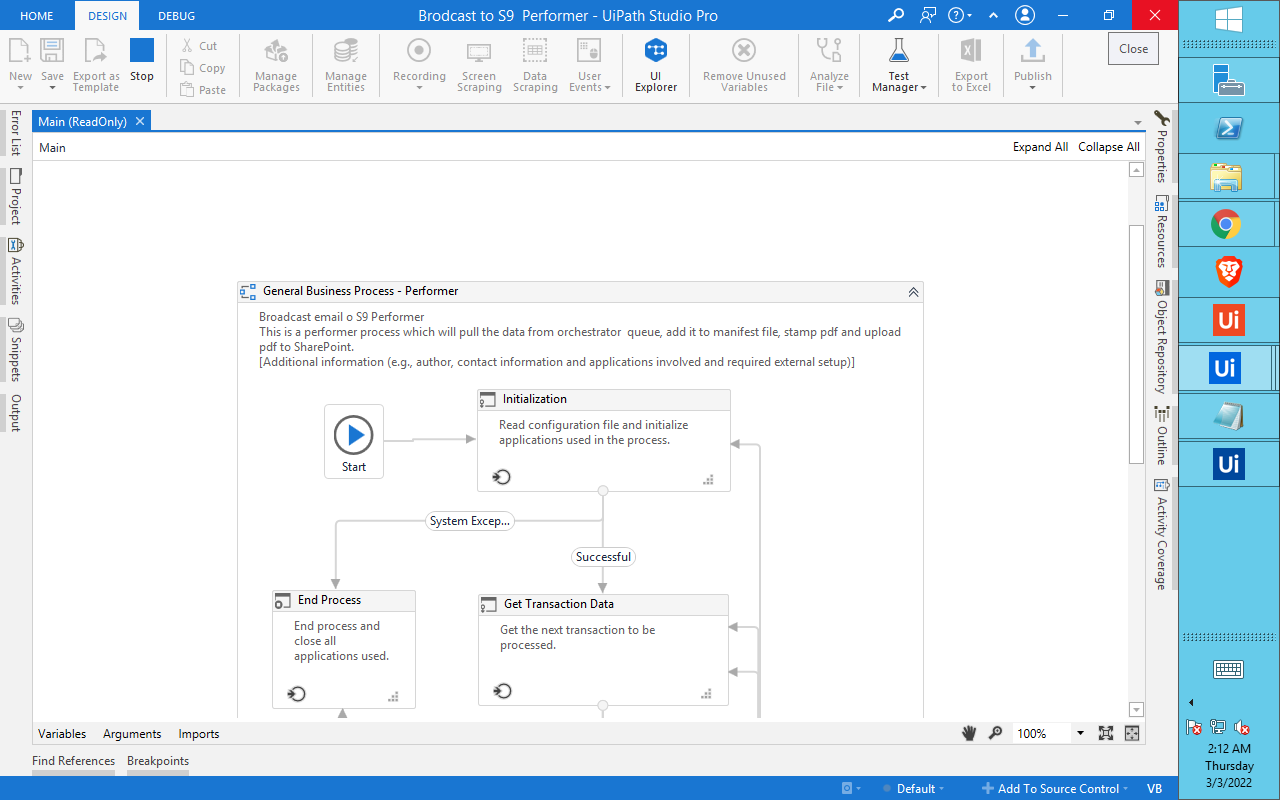 HOME DESIGN DEBUG Brodcast to S9 Performer - UiPath Studio Pro
New
Save
Export as Template
Stop
Cut
Copy
Paste
Manage Packages
Manage Entities
Recording
Screen Scraping
Data Scraping
User Events
UI Explorer
Remove Unused Variables
Analyze File
Test Manager
Export to Excel
Publish
Close
Main (ReadOnly)
Main
Expand All Collapse All
Error List
Project
Activities
Snippets
Output
General Business Process - Performer
Brodcast email o S9 Performer
This is a performer process which will pull the data from orchestrator queue, add it to manifest file, stamp pdf and upload
pdf to SharePoint.
[Additional information (e.g., author, contact information and applications involved and required external setup)]
Start
Initialization
Read configuration file and initialize
applications used in the process.
System Excep...
Successful
End Process
End process and
close all
applications used.
Get Transaction Data
Get the next transaction to be
processed.
Properties
Resources
Object Repository
Outline
Activity Coverage
Variables Arguments Imports
100%
Find References Breakpoints
Default Add To Source Control VB
Ui
Ui
Ui
2:12 AM
Thursday
3/3/2022